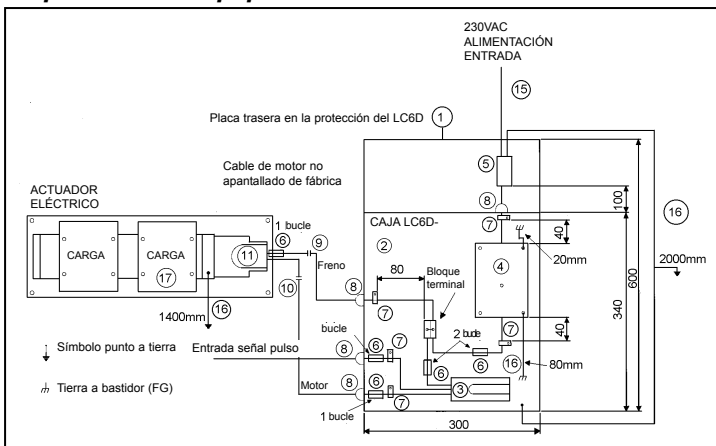 230VAC
ALIMENTACIÓN
ENTRADA
15
Placa trasera en la protección del LC6D 1
5
Cable de motor no
apantallado de fábrica
ACTUADOR
ELÉCTRICO
8
100
16
1 bucle
CAJA LC6D-
7
40
6
9
2
CARGA
CARGA
11
Freno
80
Bloque
terminal
4
20mm
600
2000mm
17
10
8
340
16
1400mm
7
2 bucle
7
40
bucle
Símbolo punto a tierra
Entrada señal pulso
8
6
7
6
6
16
80mm
Tierra a bastidor (FG)
Motor
8
6
7
3
1 bucle
300